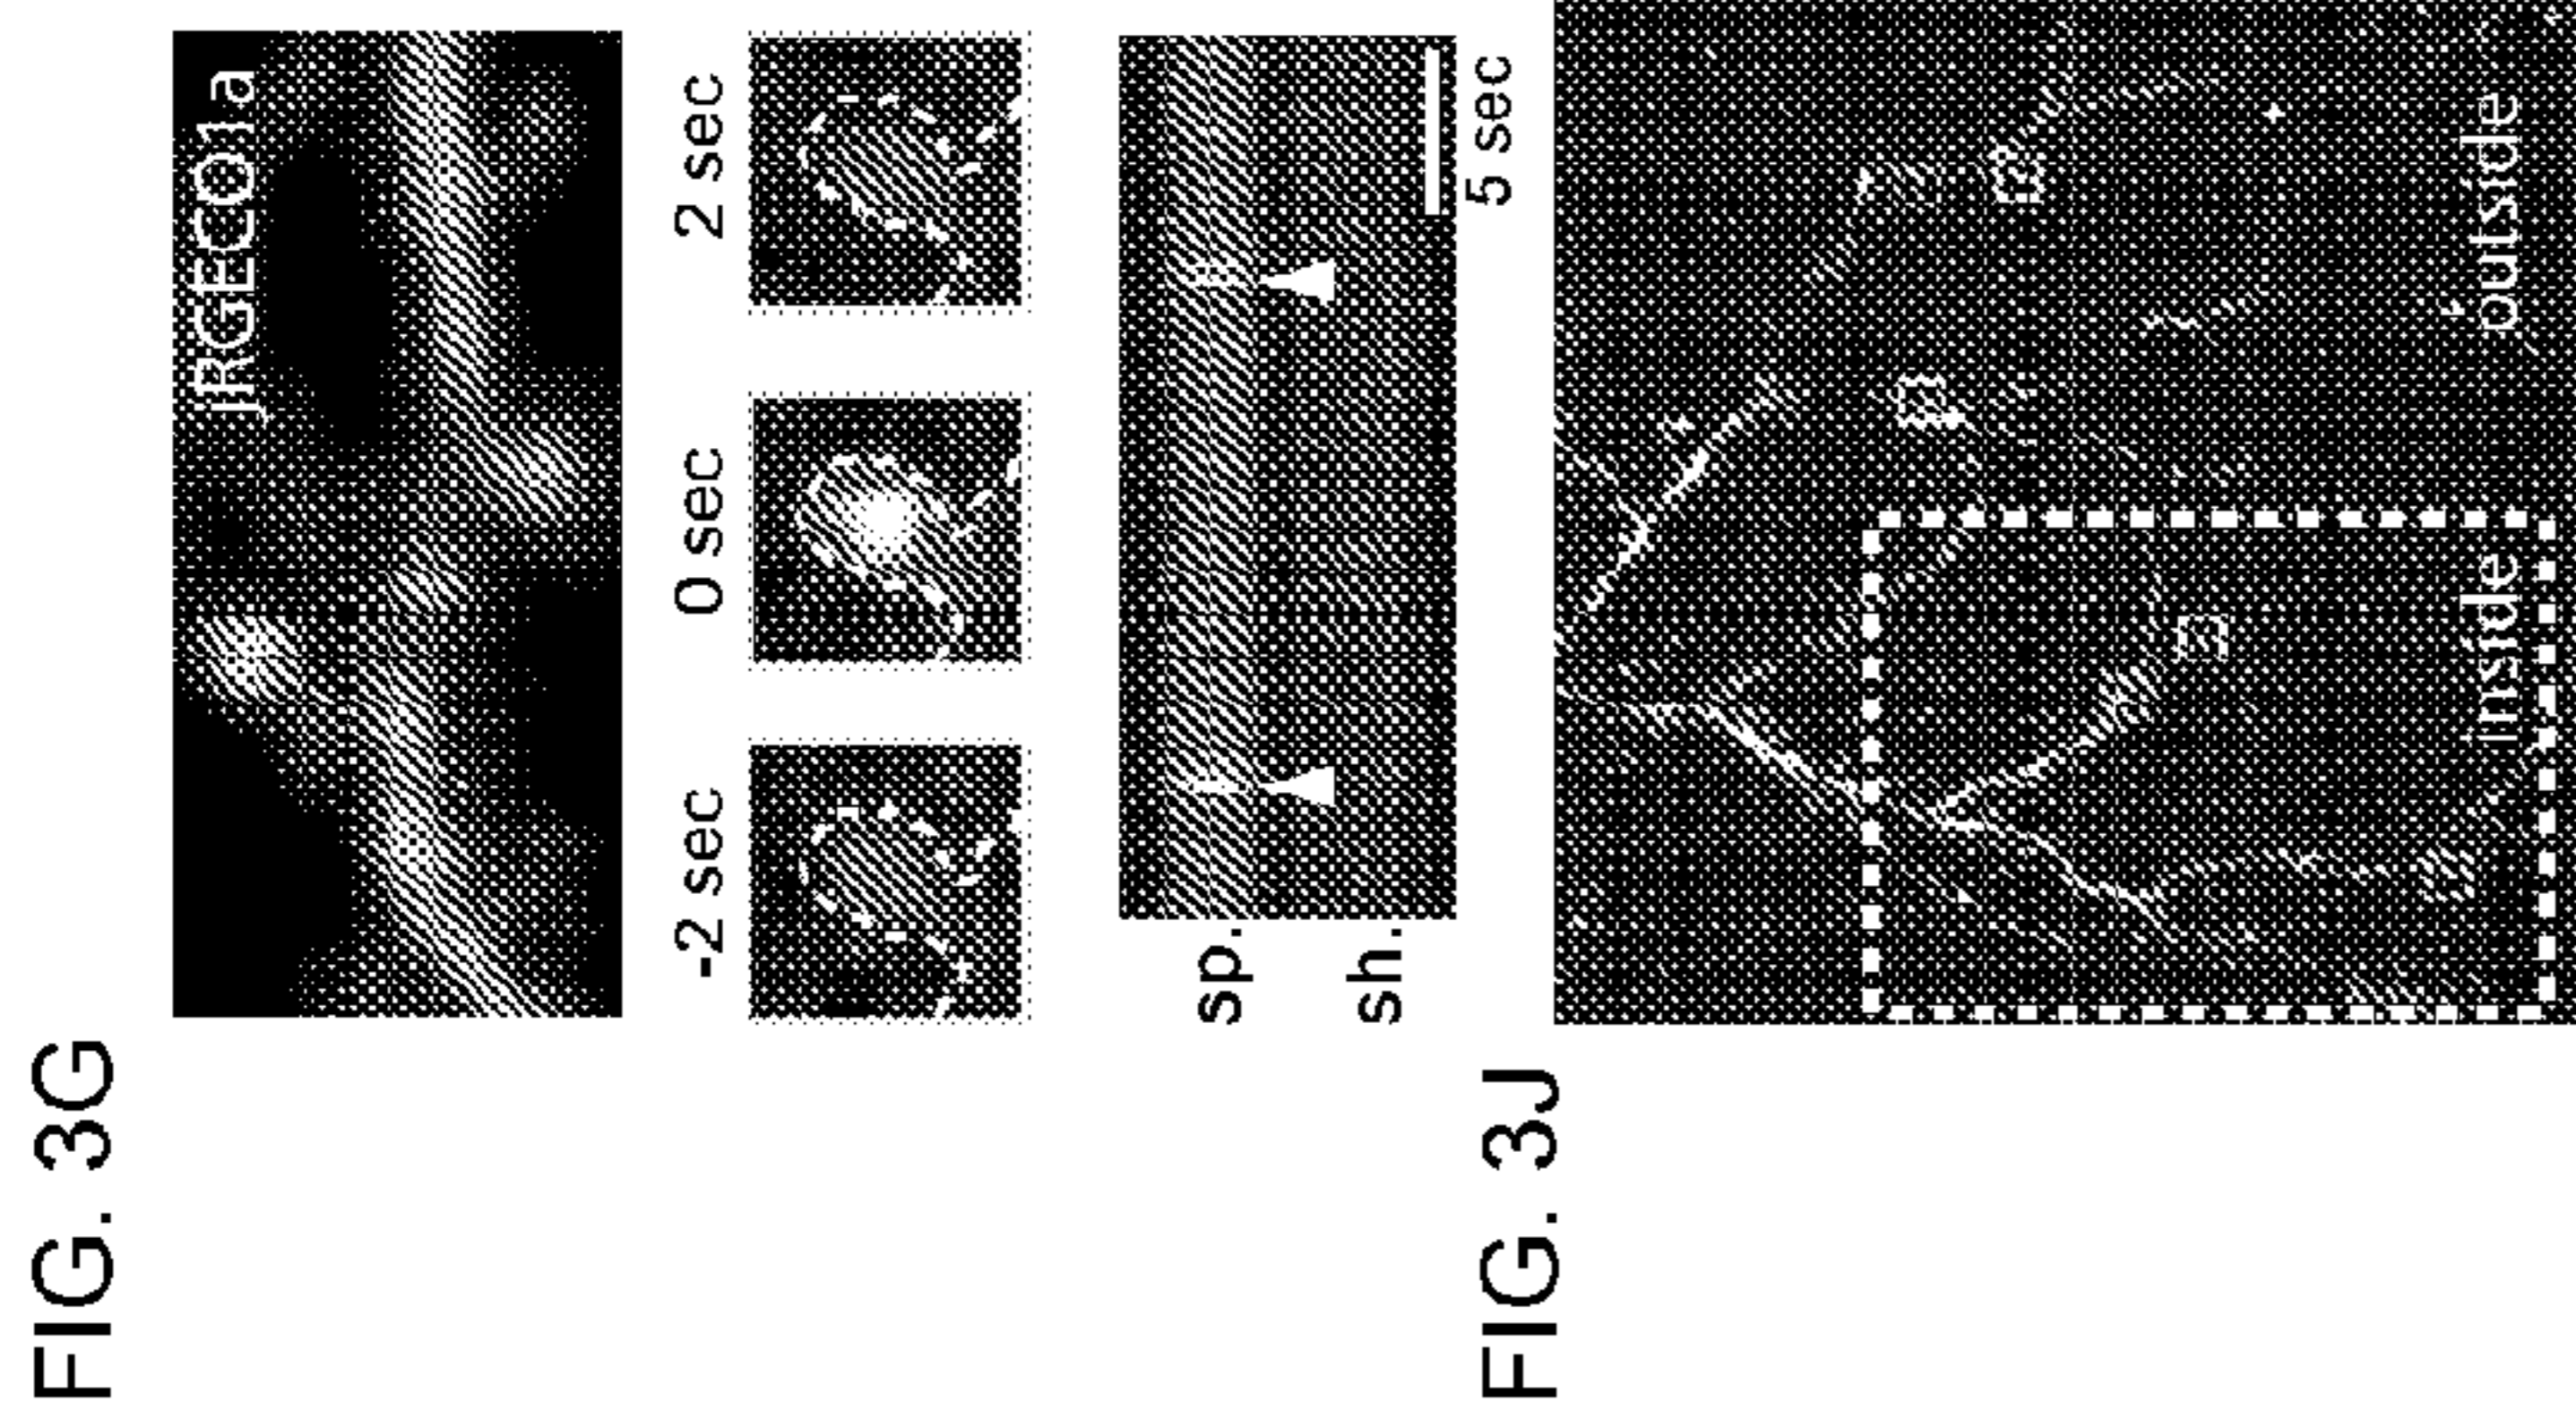 FIG. 3G
jRGECO1a
-2 sec
0 sec
2 sec
sp.
sh.
5 sec
FIG. 3J
inside
outside